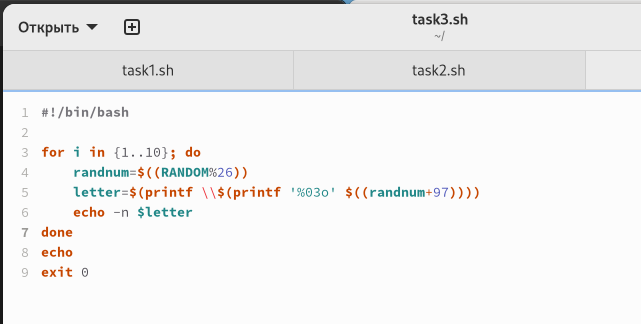 Открыть
task3.sh
~/
task1.sh
task2.sh
1 #!/bin/bash
2
3 for i in {1..10}; do
4     randnum=$((RANDOM%26))
5     letter=$(printf \\$(printf '%03o' $((randnum+97))))
6     echo -n $letter
7 done
8 echo
9 exit 0